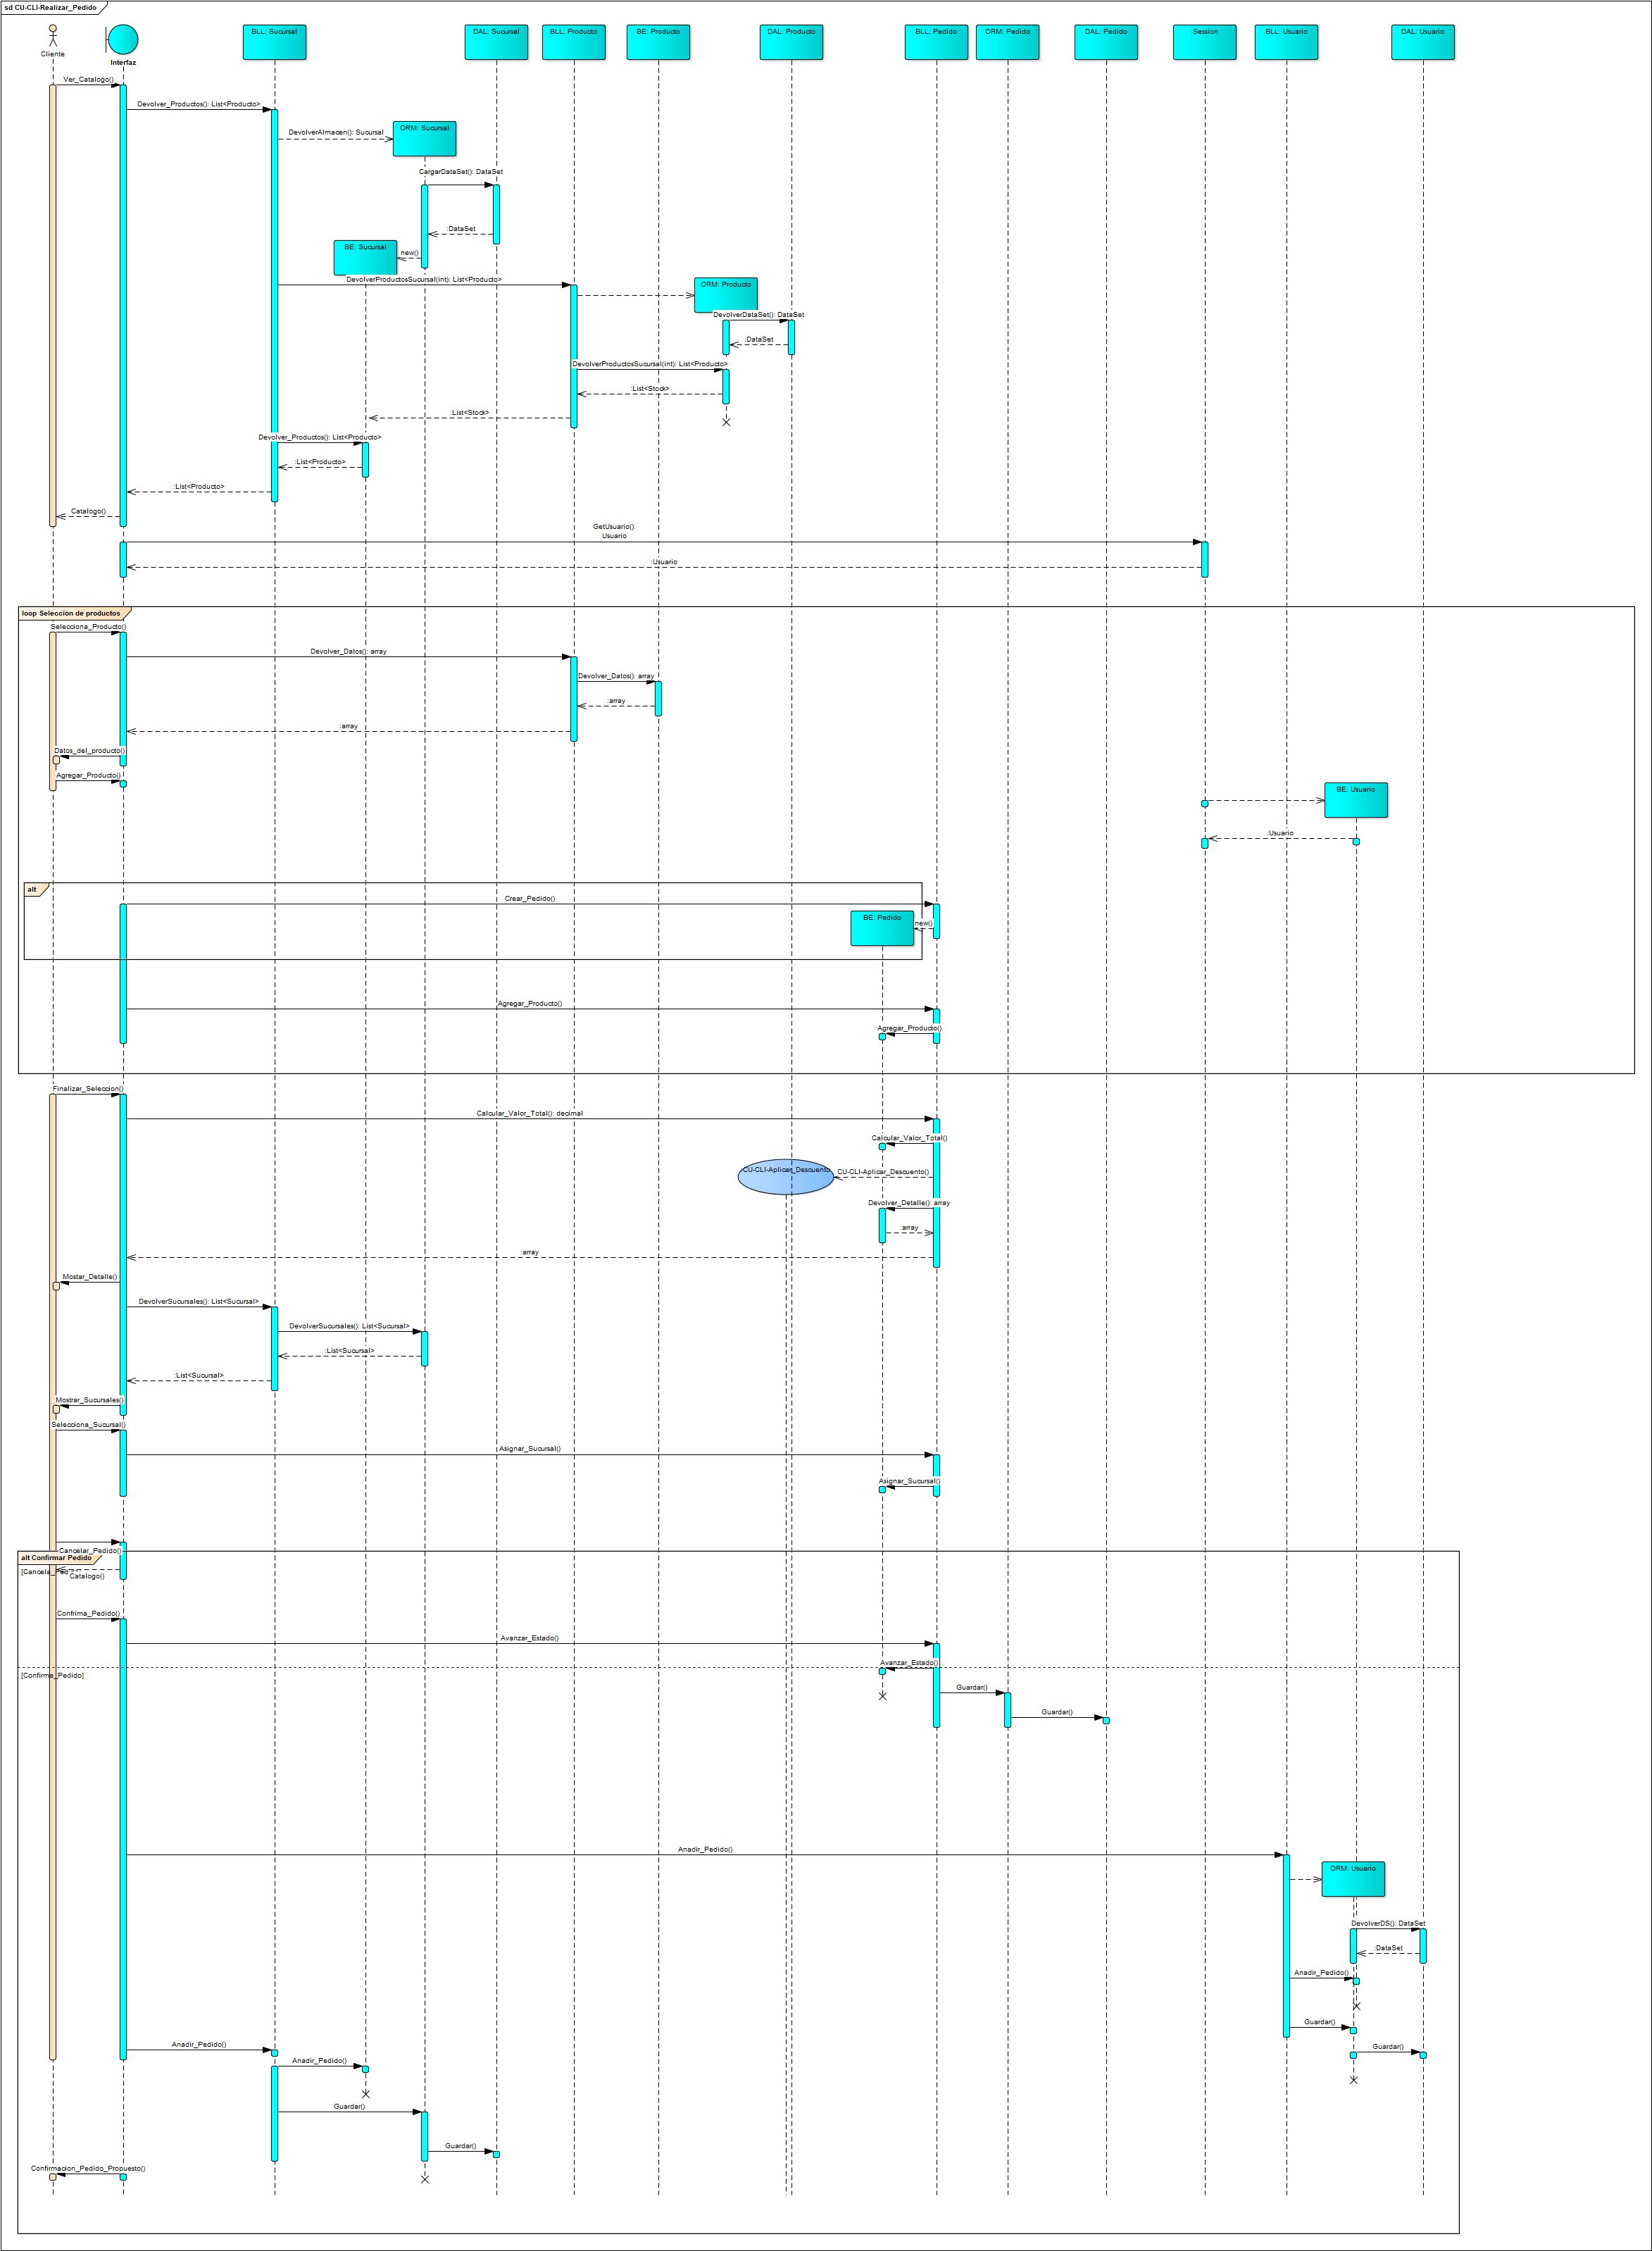 sd CU-CLI-Realizar_Pedido
Cliente
Interfaz
BLL: Sucursal
DAL: Sucursal
BLL: Producto
BE: Producto
DAL: Producto
BLL: Pedido
ORM: Pedido
DAL: Pedido
:Session
BLL: Usuario
DAL: Usuario
Ver_Catalogo()
Devolver_Productos(): List<Producto>
ORM: Sucursal
DevolverAlmacen(): Sucursal
CargarDataSet(): DataSet
:DataSet
BE: Sucursal
new()
DevolverProductosSucursal(int): List<Producto>
ORM: Producto
DevolverDataSet(): DataSet
:DataSet
DevolverProductosSucursal(int): List<Producto>
:List<Stock>
:List<Stock>
Devolver_Productos(): List<Producto>
:List<Producto>
:List<Producto>
Catalogo()
GetUsuario():
Usuario
:Usuario
loop Seleccion de productos
Selecciona_Producto()
Devolver_Datos(): array
Devolver_Datos(): array
:array
:array
Datos_del_producto()
Agregar_Producto()
BE: Usuario
:Usuario
alt
Crear_Pedido()
BE: Pedido
new()
Agregar_Producto()
Agregar_Producto()
Finalizar_Seleccion()
Calcular_Valor_Total(): decimal
Calcular_Valor_Total()
CU-CLI-Aplicar_Descuento
CU-CLI-Aplicar_Descuento()
Devolver_Detalle(): array
:array
:array
Mostar_Detalle()
DevolverSucursales(): List<Sucursal>
DevolverSucursales(): List<Sucursal>
:List<Sucursal>
:List<Sucursal>
Mostrar_Sucursales()
Selecciona_Sucursal()
Asignar_Sucursal()
Asignar_Sucursal()
Cancelar_Pedido()
alt Confirmar Pedido
Catalogo()
Confrima_Pedido()
Avanzar_Estado()
Avanzar_Estado()
[Confirma_Pedido]
Guardar()
Guardar()
Anadir_Pedido()
ORM: Usuario
DevolverDS(): DataSet
:DataSet
Anadir_Pedido()
Guardar()
Anadir_Pedido()
Guardar()
Anadir_Pedido()
Guardar()
Guardar()
Confirmacion_Pedido_Propuesto()